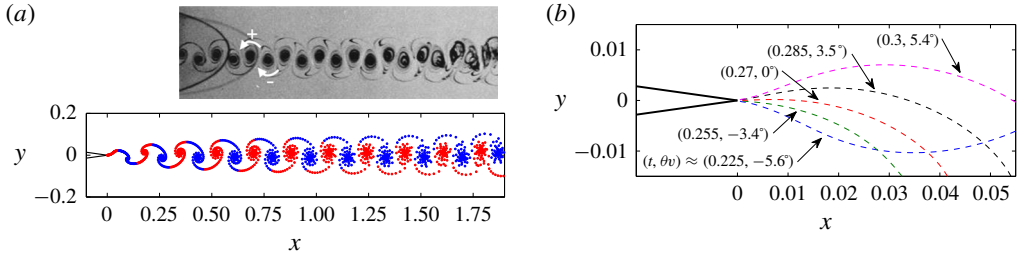 (a)
+
–
0.2
y
0
−0.2
0 0.25 0.50 0.75 1.00 1.25 1.50 1.75
x
(b)
0.01
y
0
−0.01
(0.3, 5.4°)
(0.285, 3.5°)
(0.27, 0°)
(0.255, −3.4°)
(t, θv) ≈ (0.225, −5.6°)
0 0.01 0.02 0.03 0.04 0.05
x